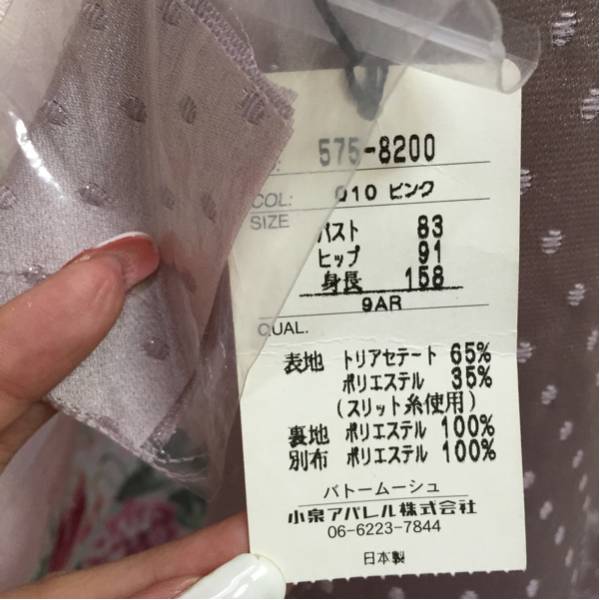 575-8200
COL: 010 ピンク
SIZE
バスト 83
ヒップ 91
身長 158
9AR
QUAL.
表地 トリアセテート 65%
ポリエステル 35%
(スリット糸使用)
裏地 ポリエステル 100%
別布 ポリエステル 100%
バトームーシュ
小泉アパレル株式会社
06-6223-7844
日本製